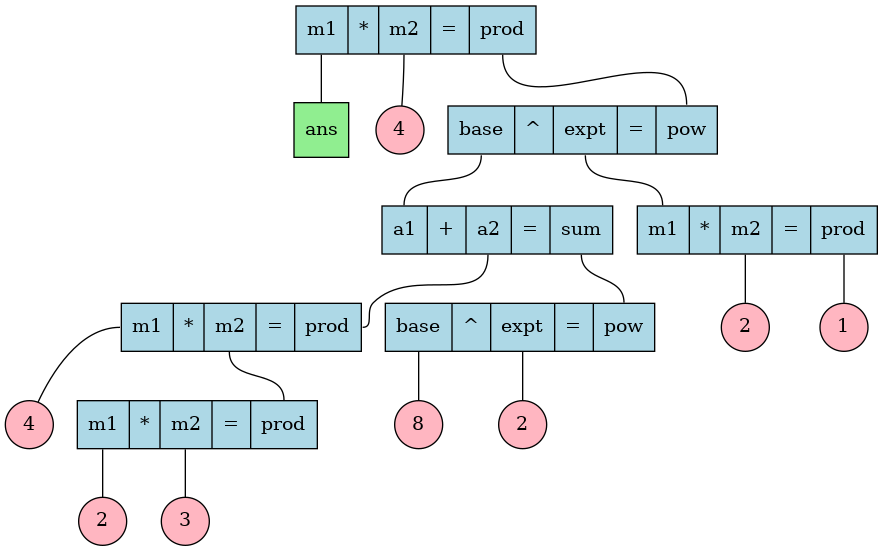 m1 * m2 = prod
ans 4 base ^ expt = pow
a1 + a2 = sum m1 * m2 = prod
m1 * m2 = prod base ^ expt = pow 2 1
4 m1 * m2 = prod 8 2
2 3